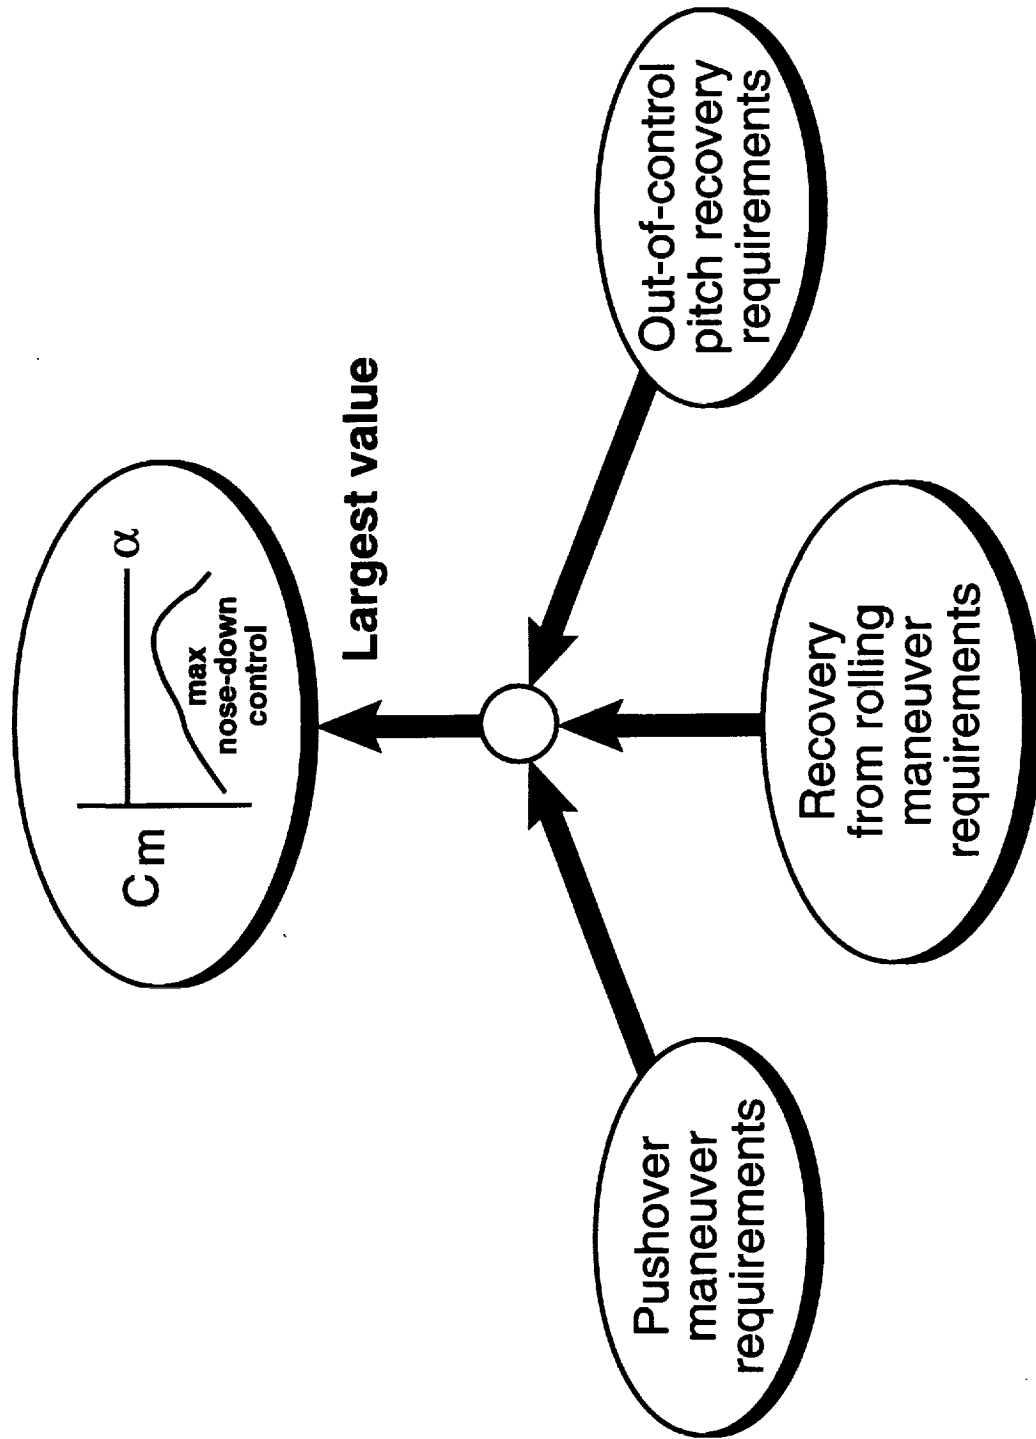 Cm
α
max
nose-down
control
Largest value
Pushover
maneuver
requirements
Recovery
from rolling
maneuver
requirements
Out-of-control
pitch recovery
requirements